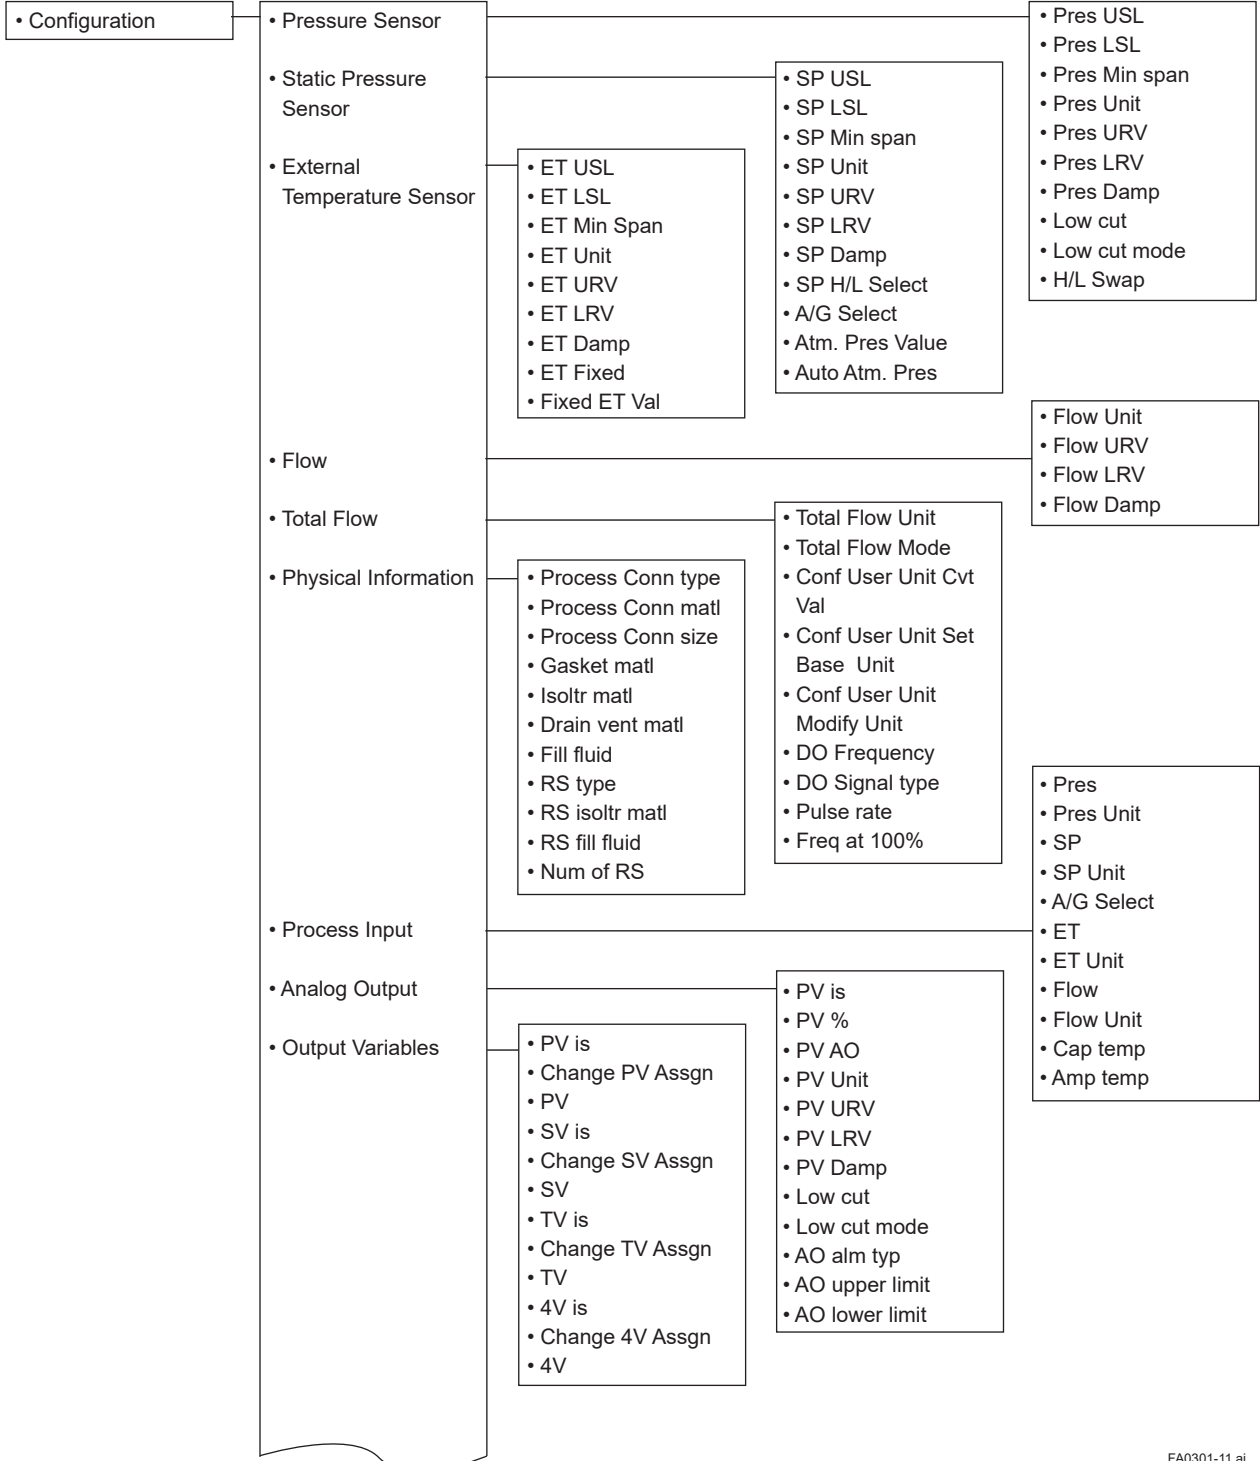 • Configuration
• Pressure Sensor
• Pres USL
• Pres LSL
• Pres Min span
• Pres Unit
• Pres URV
• Pres LRV
• Pres Damp
• Low cut
• Low cut mode
• H/L Swap
• Static Pressure
Sensor
• SP USL
• SP LSL
• SP Min span
• SP Unit
• SP URV
• SP LRV
• SP Damp
• SP H/L Select
• A/G Select
• Atm. Pres Value
• Auto Atm. Pres
• External
Temperature Sensor
• ET USL
• ET LSL
• ET Min Span
• ET Unit
• ET URV
• ET LRV
• ET Damp
• ET Fixed
• Fixed ET Val
• Flow
• Flow Unit
• Flow URV
• Flow LRV
• Flow Damp
• Total Flow
• Total Flow Unit
• Total Flow Mode
• Conf User Unit Cvt
Val
• Conf User Unit Set
Base Unit
• Conf User Unit
Modify Unit
• DO Frequency
• DO Signal type
• Pulse rate
• Freq at 100%
• Physical Information
• Process Conn type
• Process Conn matl
• Process Conn size
• Gasket matl
• Isoltr matl
• Drain vent matl
• Fill fluid
• RS type
• RS isoltr matl
• RS fill fluid
• Num of RS
• Process Input
• Pres
• Pres Unit
• SP
• SP Unit
• A/G Select
• ET
• ET Unit
• Flow
• Flow Unit
• Cap temp
• Amp temp
• Analog Output
• PV is
• PV %
• PV AO
• PV Unit
• PV URV
• PV LRV
• PV Damp
• Low cut
• Low cut mode
• AO alm typ
• AO upper limit
• AO lower limit
• Output Variables
• PV is
• Change PV Assgn
• PV
• SV is
• Change SV Assgn
• SV
• TV is
• Change TV Assgn
• TV
• 4V is
• Change 4V Assgn
• 4V
FA0301-11.ai